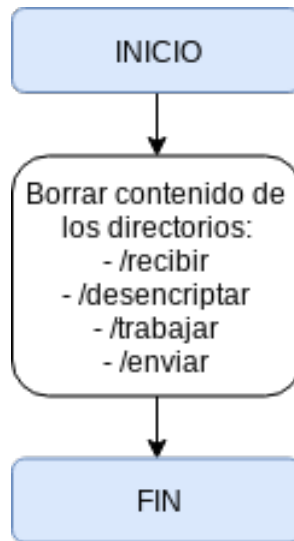 INICIO
Borrar contenido de
los directorios:
- /recibir
- /desencriptar
- /trabajar
- /enviar
FIN